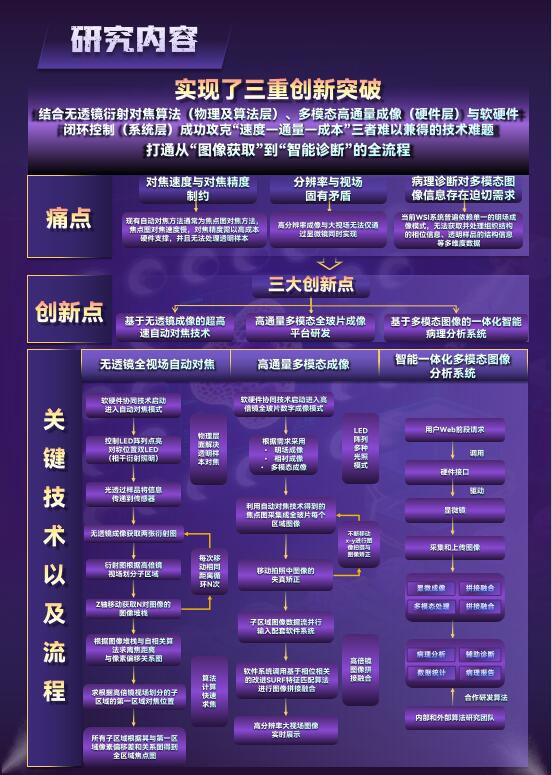 研究内容
实现了三重创新突破
结合无透镜衍射对焦算法（物理及算法层）、多模态高通量成像（硬件层）与软硬件
闭环控制（系统层）成功攻克“速度一通量一成本”三者难以兼得的技术难题
打通从“图像获取”到“智能诊断”的全流程
痛点
对焦速度与对焦精度
制约
现有自动对焦方法通常为焦点图对焦方法，
焦点图对焦速度慢，对焦精度需以高成本
硬件支撑，并且无法处理透明样本
分辨率与视场
固有矛盾
高分辨率成像与大视场无法仅通
过显微镜同时实现
病理诊断对多模态图
像信息存在迫切需求
当前WSI系统普遍依赖单一的明场成
像模式，无法获取并处理组织结构
的相位信息、透明样品的结构信息
等多维度数据
创新点
三大创新点
基于无透镜成像的超高
速自动对焦技术
高通量多模态全玻片成像
平台研发
基于多模态图像的一体化智能
病理分析系统
关键技术以及流程
无透镜全视场自动对焦
软硬件协同技术启动
进入自动对焦模式
控制LED阵列点亮
对称位置双LED
（相干衍射照明）
光透过样品将信息
传递到传感器
无透镜成像获取两张衍射图
衍射图根据高倍镜
视场划分子区域
Z轴移动获取N对图像的
图像堆栈
根据图像堆栈与自相关算
法求离焦距离
与像素偏移关系图
求根据高倍镜视场划分的子
区域的第一区域对焦位置
所有子区域根据其与第一区
域像素偏移差和关系图得到
全区域焦点图
物理层
面解决
透明样
本对焦
每次移
动相同
距离循
环N次
算法
计算
快速
求焦
高通量多模态成像
软硬件协同技术启动进入高
倍镜全玻片数字成像模式
根据需求采用
· 明场成像
· 相衬成像
· 多模态成像
利用自动对焦技术得到的
焦点图采集成全玻片每个
区域图像
移动拍照中图像的
失真矫正
子区域图像数据流并行
输入配套软件系统
软件系统调用基于相位相关
的改进SURF特征匹配算法
进行图像拼接融合
高分辨率大视场图像
实时展示
LED
阵列
多种
光照
模式
不断移动
x-y进行图
像扫描与
图像矫正
高倍镜
图像拼
接融合
智能一体化多模态图像
分析系统
用户Web前段请求
调用
硬件接口
驱动
显微镜
采集和上传图像
显微成像
拼接融合
多模态处理
拼接融合
病理分析
辅助诊断
数据统计
病理报告
合作研发算法
内部和外部算法研究团队